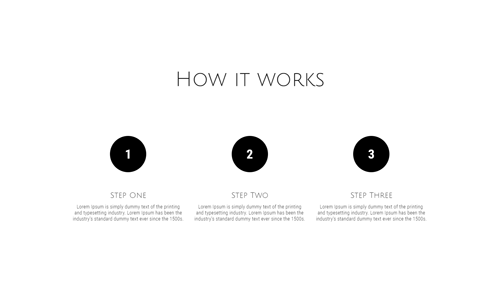 How it works
1
2
3
Step One
Lorem Ipsum is simply dummy text of the printing
and typesetting industry. Lorem Ipsum has been the
industry's standard dummy text ever since the 1500s.
Step Two
Lorem Ipsum is simply dummy text of the printing
and typesetting industry. Lorem Ipsum has been the
industry's standard dummy text ever since the 1500s.
Step Three
Lorem Ipsum is simply dummy text of the printing
and typesetting industry. Lorem Ipsum has been the
industry's standard dummy text ever since the 1500s.